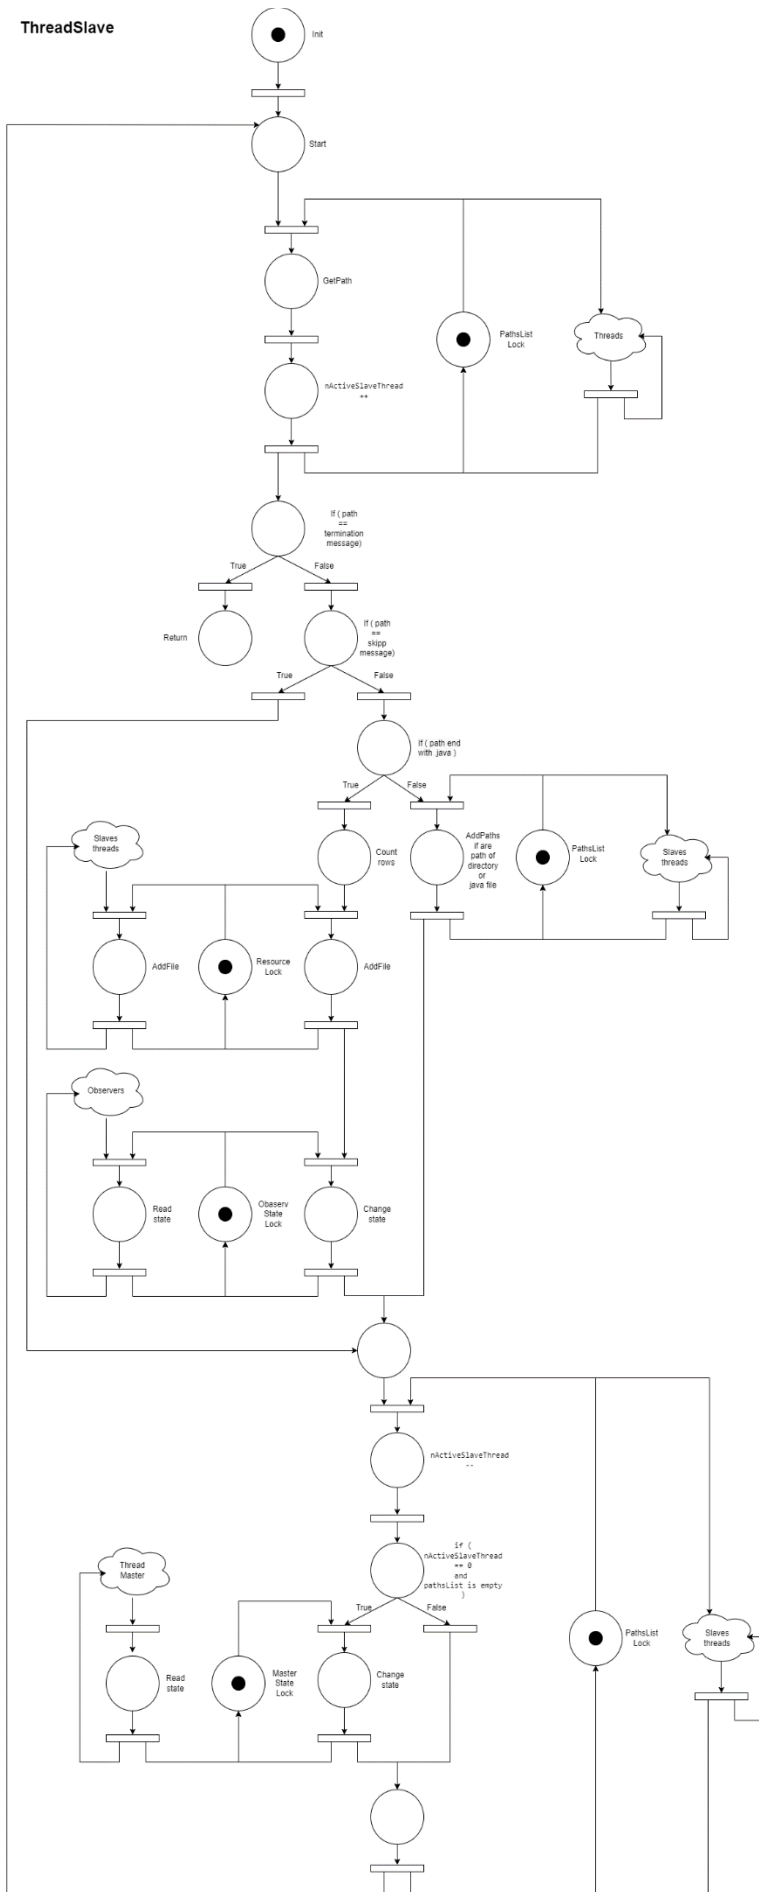 ThreadSlave
Init
Start
GetPath
PathsList
Lock
Threads
nActiveSlaveThread
++
If ( path
==
termination
message)
True
False
Return
If ( path
==
skipp
message)
True
False
If ( path end
with .java )
True
False
Slaves
threads
Count
rows
AddPaths
if are
path of
directory
or
java file
PathsList
Lock
Slaves
threads
AddFile
Resource
Lock
AddFile
Observers
Read
state
Obaserv
State
Lock
Change
state
nActiveSlaveThread
--
if (
nActiveSlaveThread
== 0
and
pathsList is empty
)
Thread
Master
True
False
PathsList
Lock
Slaves
threads
Read
state
Master
State
Lock
Change
state